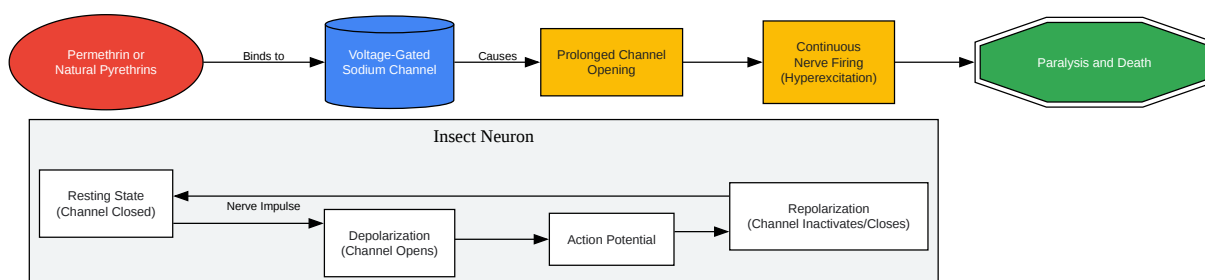 Permethrin or
Natural Pyrethrins
Binds to
Voltage-Gated
Sodium Channel
Causes
Prolonged Channel
Opening
Continuous
Nerve Firing
(Hyperexcitation)
Paralysis and Death
Insect Neuron
Resting State
(Channel Closed)
Nerve Impulse
Depolarization
(Channel Opens)
Action Potential
Repolarization
(Channel Inactivates/Closes)